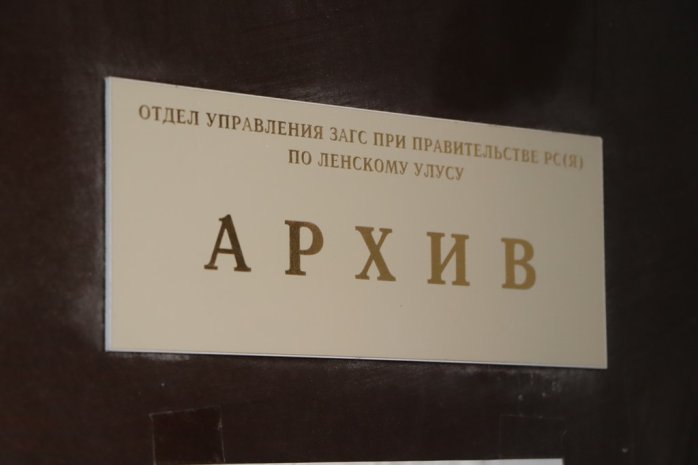 ОТДЕЛ УПРАВЛЕНИЯ ЗАГС ПРИ ПРАВИТЕЛЬСТВЕ РС(Я)
ПО ЛЕНСКОМУ УЛУСУ
АРХИВ